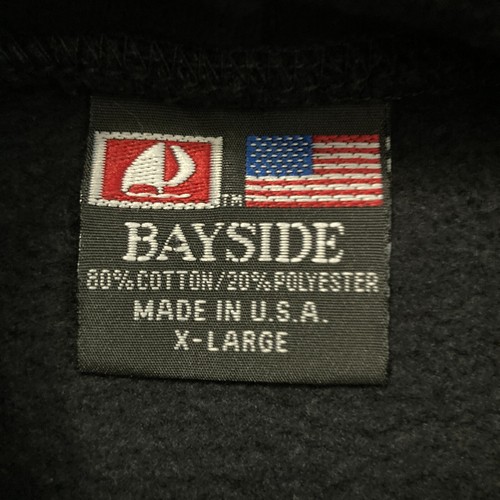 TM
BAYSIDE
80% COTTON/20% POLYESTER
MADE IN U.S.A.
X-LARGE